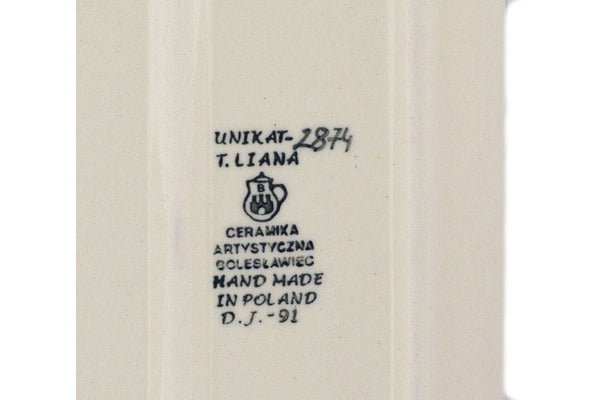 UNIKAT-2874
T. LIANA
B
CERAMIKA
ARTYSTYCZNA
BOLESŁAWIEC
HAND MADE
IN POLAND
D.J.-91